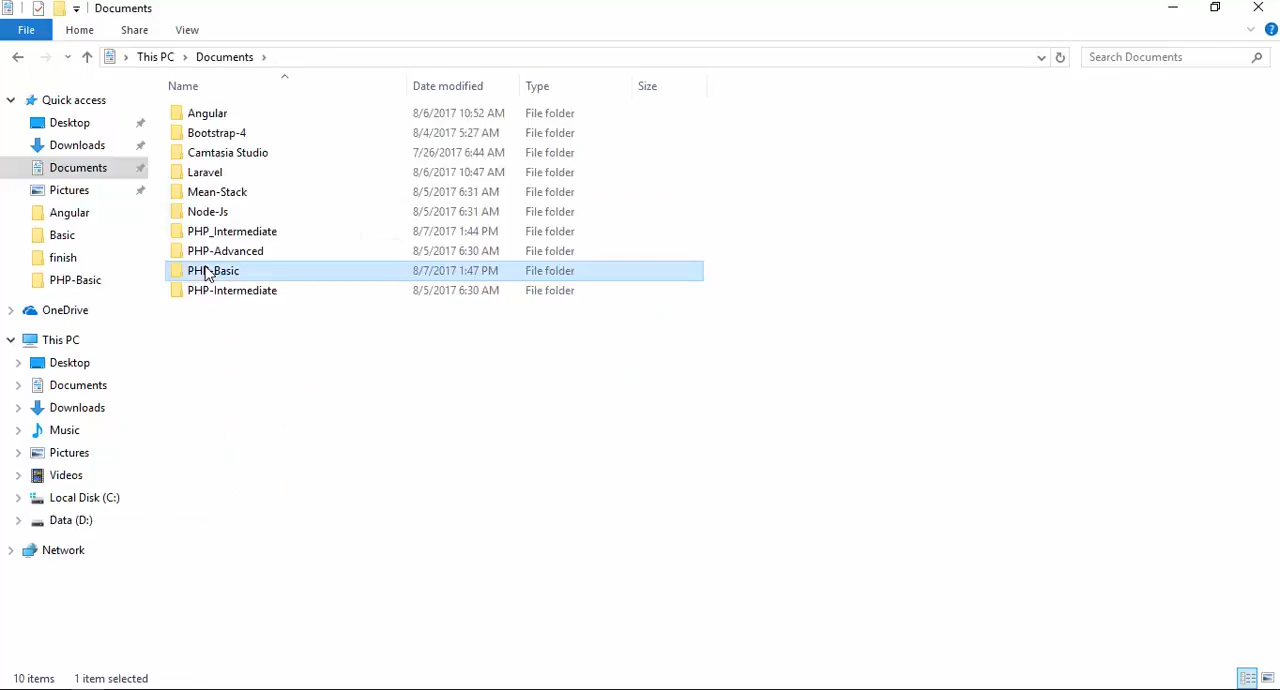 Documents
File Home Share View
This PC Documents Search Documents
Name Date modified Type Size
Quick access
Desktop
Downloads
Documents
Pictures
Angular
Basic
finish
PHP-Basic
OneDrive
This PC
Desktop
Documents
Downloads
Music
Pictures
Videos
Local Disk (C:)
Data (D:)
Network
Angular 8/6/2017 10:52 AM File folder
Bootstrap-4 8/4/2017 5:27 AM File folder
Camtasia Studio 7/26/2017 6:44 AM File folder
Laravel 8/6/2017 10:47 AM File folder
Mean-Stack 8/5/2017 6:31 AM File folder
Node-Js 8/5/2017 6:31 AM File folder
PHP_Intermediate 8/7/2017 1:44 PM File folder
PHP-Advanced 8/5/2017 6:30 AM File folder
PHP-Basic 8/7/2017 1:47 PM File folder
PHP-Intermediate 8/5/2017 6:30 AM File folder
10 items 1 item selected